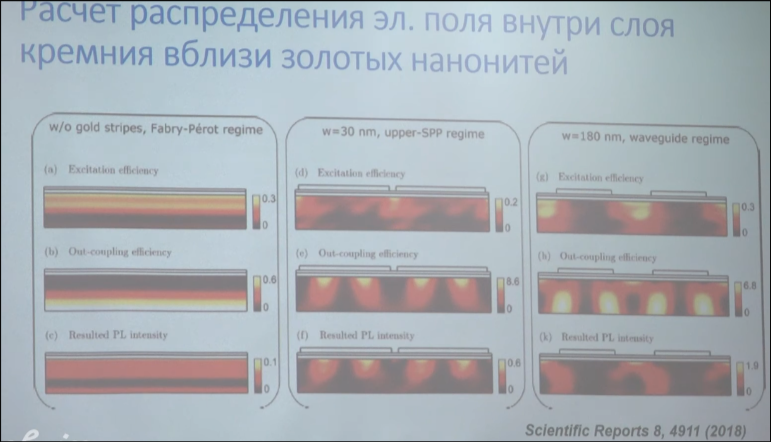 Расчет распределения эл. поля внутри слоя
кремния вблизи золотых нанонитей
w/o gold stripes, Fabry-Pérot regime
(a) Excitation efficiency
0.3
0
(b) Out-coupling efficiency
0.6
0
(c) Resulted PL intensity
0.1
0
w=30 nm, upper-SPP regime
(d) Excitation efficiency
0.2
0
(e) Out-coupling efficiency
8.6
0
(f) Resulted PL intensity
0.6
0
w=180 nm, waveguide regime
(g) Excitation efficiency
0.3
0
(h) Out-coupling efficiency
6.8
0
(k) Resulted PL intensity
1.9
0
Scientific Reports 8, 4911 (2018)